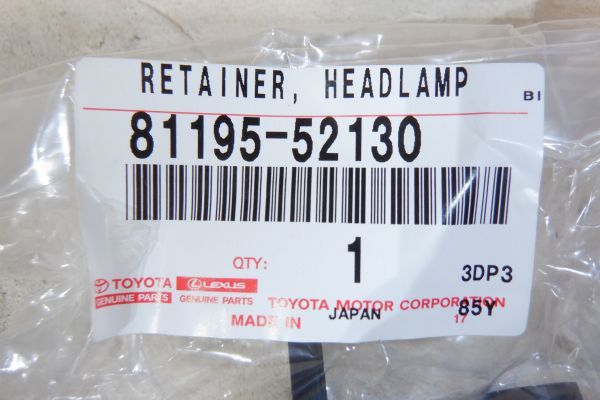 RETAINER, HEADLAMP
BI
81195-52130
QTY: 1
3DP3
TOYOTA LEXUS
GENUINE PARTS GENUINE PARTS TOYOTA MOTOR CORPORATION
85Y
17
MADE IN JAPAN